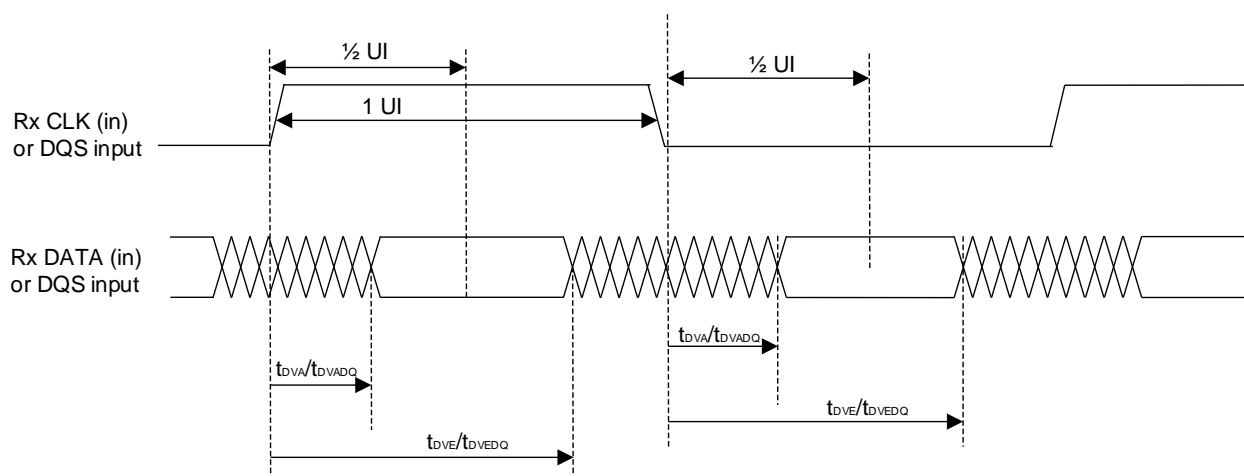 ½ UI
½ UI
1 UI
Rx CLK (in)
or DQS input
Rx DATA (in)
or DQS input
tDVA/tDVADQ
tDVA/tDVADQ
tDVE/tDVEDQ
tDVE/tDVEDQ